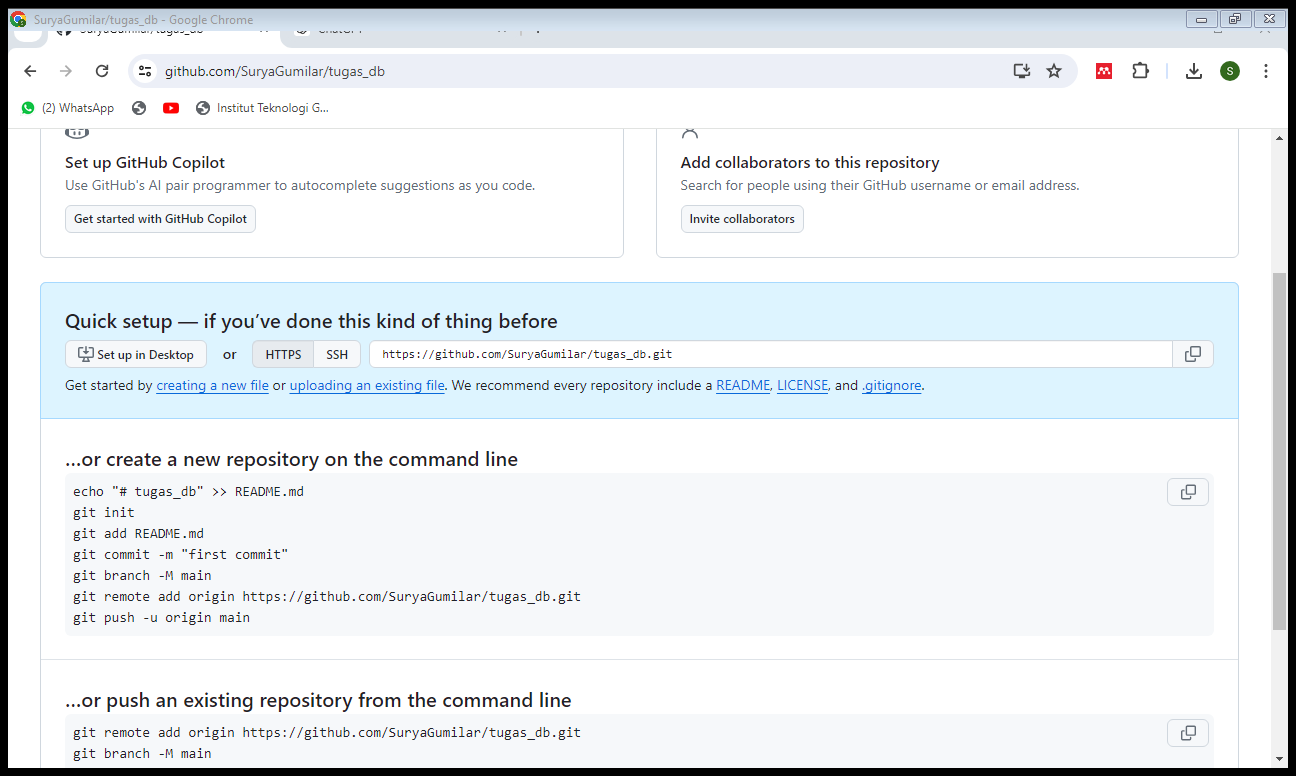 SuryaGumilar/tugas_db - Google Chrome
SuryaGumilar/tugas_db
ChatGPT
github.com/SuryaGumilar/tugas_db
S
(2) WhatsApp
Institut Teknologi G...
Set up GitHub Copilot
Use GitHub's AI pair programmer to autocomplete suggestions as you code.
Get started with GitHub Copilot
Add collaborators to this repository
Search for people using their GitHub username or email address.
Invite collaborators
Quick setup — if you’ve done this kind of thing before
Set up in Desktop or HTTPS SSH https://github.com/SuryaGumilar/tugas_db.git
Get started by creating a new file or uploading an existing file. We recommend every repository include a README, LICENSE, and .gitignore.
…or create a new repository on the command line
echo "# tugas_db" >> README.md
git init
git add README.md
git commit -m "first commit"
git branch -M main
git remote add origin https://github.com/SuryaGumilar/tugas_db.git
git push -u origin main
…or push an existing repository from the command line
git remote add origin https://github.com/SuryaGumilar/tugas_db.git
git branch -M main